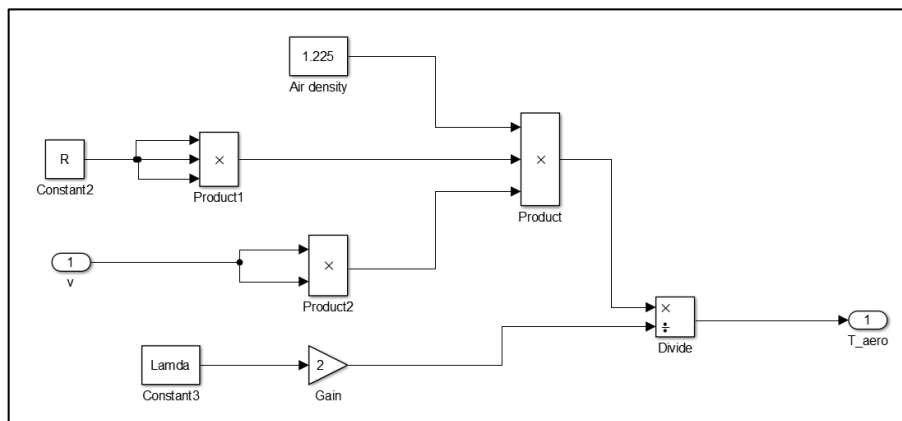 1.225
Air density
R
Constant2
×
Product1
×
Product
1
v
×
Product2
×
÷
Divide
1
T_aero
Lamda
Constant3
2
Gain